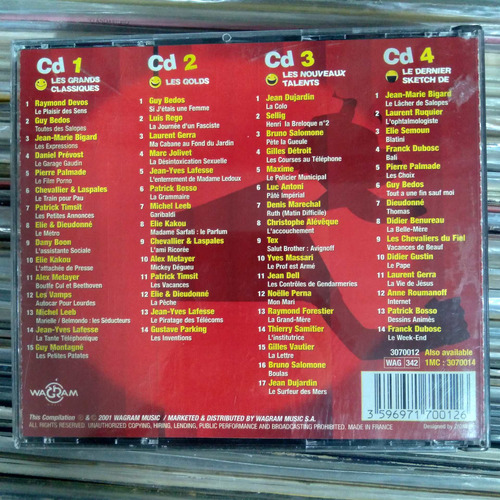 Cd 1
LES GRANDS
CLASSIQUES
1 Raymond Devos
Le Plaisir des Sens
2 Guy Bedos
Toutes des Salopes
3 Jean-Marie Bigard
Les Expressions
4 Daniel Prévost
Le Garage Gaudin
5 Pierre Palmade
Le Film Porno
6 Chevallier & Laspales
Le Train pour Pau
7 Patrick Timsit
Les Petites Annonces
8 Elie & Dieudonné
Le Métro
9 Dany Boon
L'assistante Sociale
10 Elie Kakou
L'attachée de Presse
11 Alex Metayer
Bouffe Cul et Beethoven
12 Les Vamps
Autocar Pour Lourdes
13 Michel Leeb
Marielle / Belmondo : les Séducteurs
14 Jean-Yves Lafesse
La Tante Téléphonique
15 Guy Montagné
Les Petites Patates
Cd 2
LES GOLDS
1 Guy Bedos
Si J'étais une Femme
2 Luis Rego
La Journée d'un Fasciste
3 Laurent Gerra
Ma Cabane au Fond du Jardin
4 Marc Jolivet
La Désintoxication Sexuelle
5 Jean-Yves Lafesse
L'enterrement de Madame Ledoux
6 Patrick Bosso
La Grammaire
7 Michel Leeb
Garibaldi
8 Elie Kakou
Madame Sarfati : le Parfum
9 Chevallier & Laspales
L'ami Ricorée
10 Alex Metayer
Mickey Dégueu
11 Patrick Timsit
Les Vacances
12 Elie & Dieudonné
La Pêche
13 Jean-Yves Lafesse
Le Piratage des Télécoms
14 Gustave Parking
Les Inventions
Cd 3
LES NOUVEAUX
TALENTS
1 Jean Dujardin
La Colo
2 Sellig
Henri la Breloque n°2
3 Bruno Salomone
Pète la Gueule
4 Gilles Détroit
Les Courses au Téléphone
5 Maxime
Le Policier Municipal
6 Luc Antoni
Pâté Impérial
7 Denis Marechal
Ruth (Matin Difficile)
8 Christophe Alévêque
L'accouchement
9 Tex
Salut Brother : Avignoff
10 Yves Massari
Le Prof est Armé
11 Jean Dell
Les Contrôles de Gendarmeries
12 Noëlle Perna
Mon Mari
13 Raymond Forestier
La Grand-Mère
14 Thierry Samitier
L'institutrice
15 Gilles Vautier
La Lettre
16 Bruno Salomone
Boulas
17 Jean Dujardin
Le Surfeur des Mers
Cd 4
LE DERNIER
SKETCH DE
1 Jean-Marie Bigard
Le Lâcher de Salopes
2 Laurent Ruquier
L'ophtalmologiste
3 Elie Semoun
Blatini
4 Franck Dubosc
Bali
5 Pierre Palmade
Les Choix
6 Guy Bedos
Tout a une fin sauf moi
7 Dieudonné
Thomas
8 Didier Benureau
La Belle-Mère
9 Les Chevaliers du Fiel
Vacances de Beauf
10 Didier Gustin
Le Pape
11 Laurent Gerra
La Vie de Jésus
12 Anne Roumanoff
Internet
13 Patrick Bosso
Dessins Animés
14 Franck Dubosc
Le Week-End
3070012
WAG 342
Also available
1MC : 3070014
WAGRAM
MUSIC
3 596971 700126
This Compilation ℗ & © 2001 WAGRAM MUSIC / MARKETED & DISTRIBUTED BY WAGRAM MUSIC S.A.
ALL RIGHTS RESERVED. UNAUTHORIZED COPYING, HIRING, LENDING, PUBLIC PERFORMANCE AND BROADCASTING PROHIBITED. MADE IN FRANCE.
Designed by